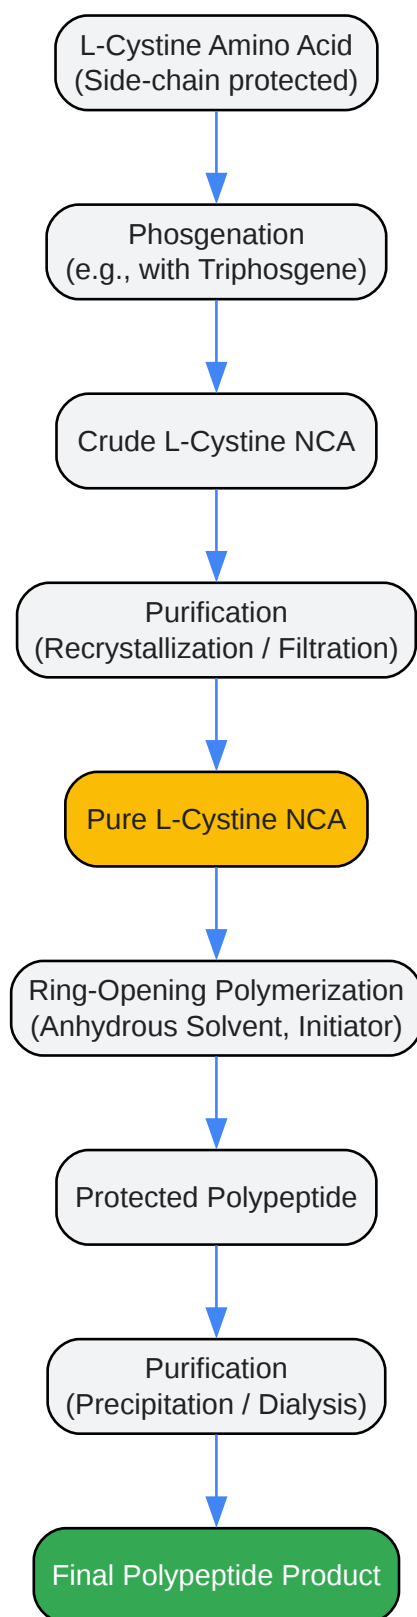 L-Cystine Amino Acid
(Side-chain protected)
Phosgenation
(e.g., with Triphosgene)
Crude L-Cystine NCA
Purification
(Recrystallization / Filtration)
Pure L-Cystine NCA
Ring-Opening Polymerization
(Anhydrous Solvent, Initiator)
Protected Polypeptide
Purification
(Precipitation / Dialysis)
Final Polypeptide Product